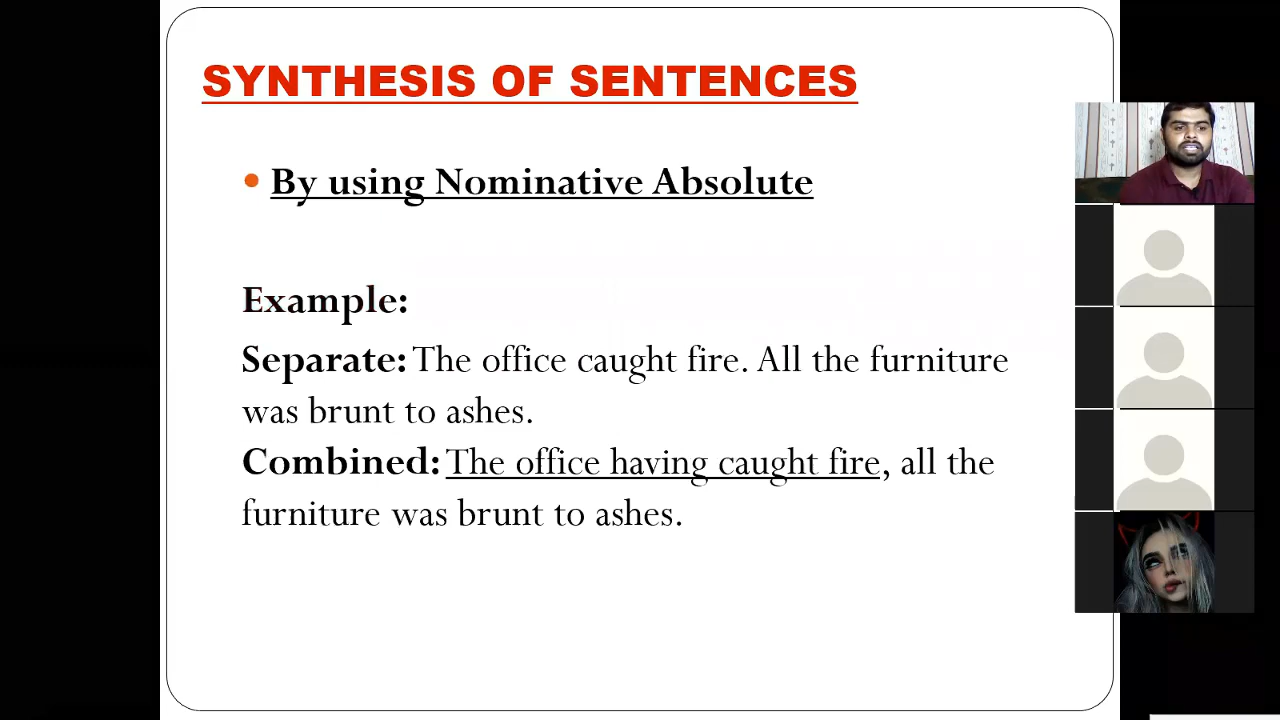 SYNTHESIS OF SENTENCES
• By using Nominative Absolute
Example:
Separate: The office caught fire. All the furniture
was brunt to ashes.
Combined: The office having caught fire, all the
furniture was brunt to ashes.